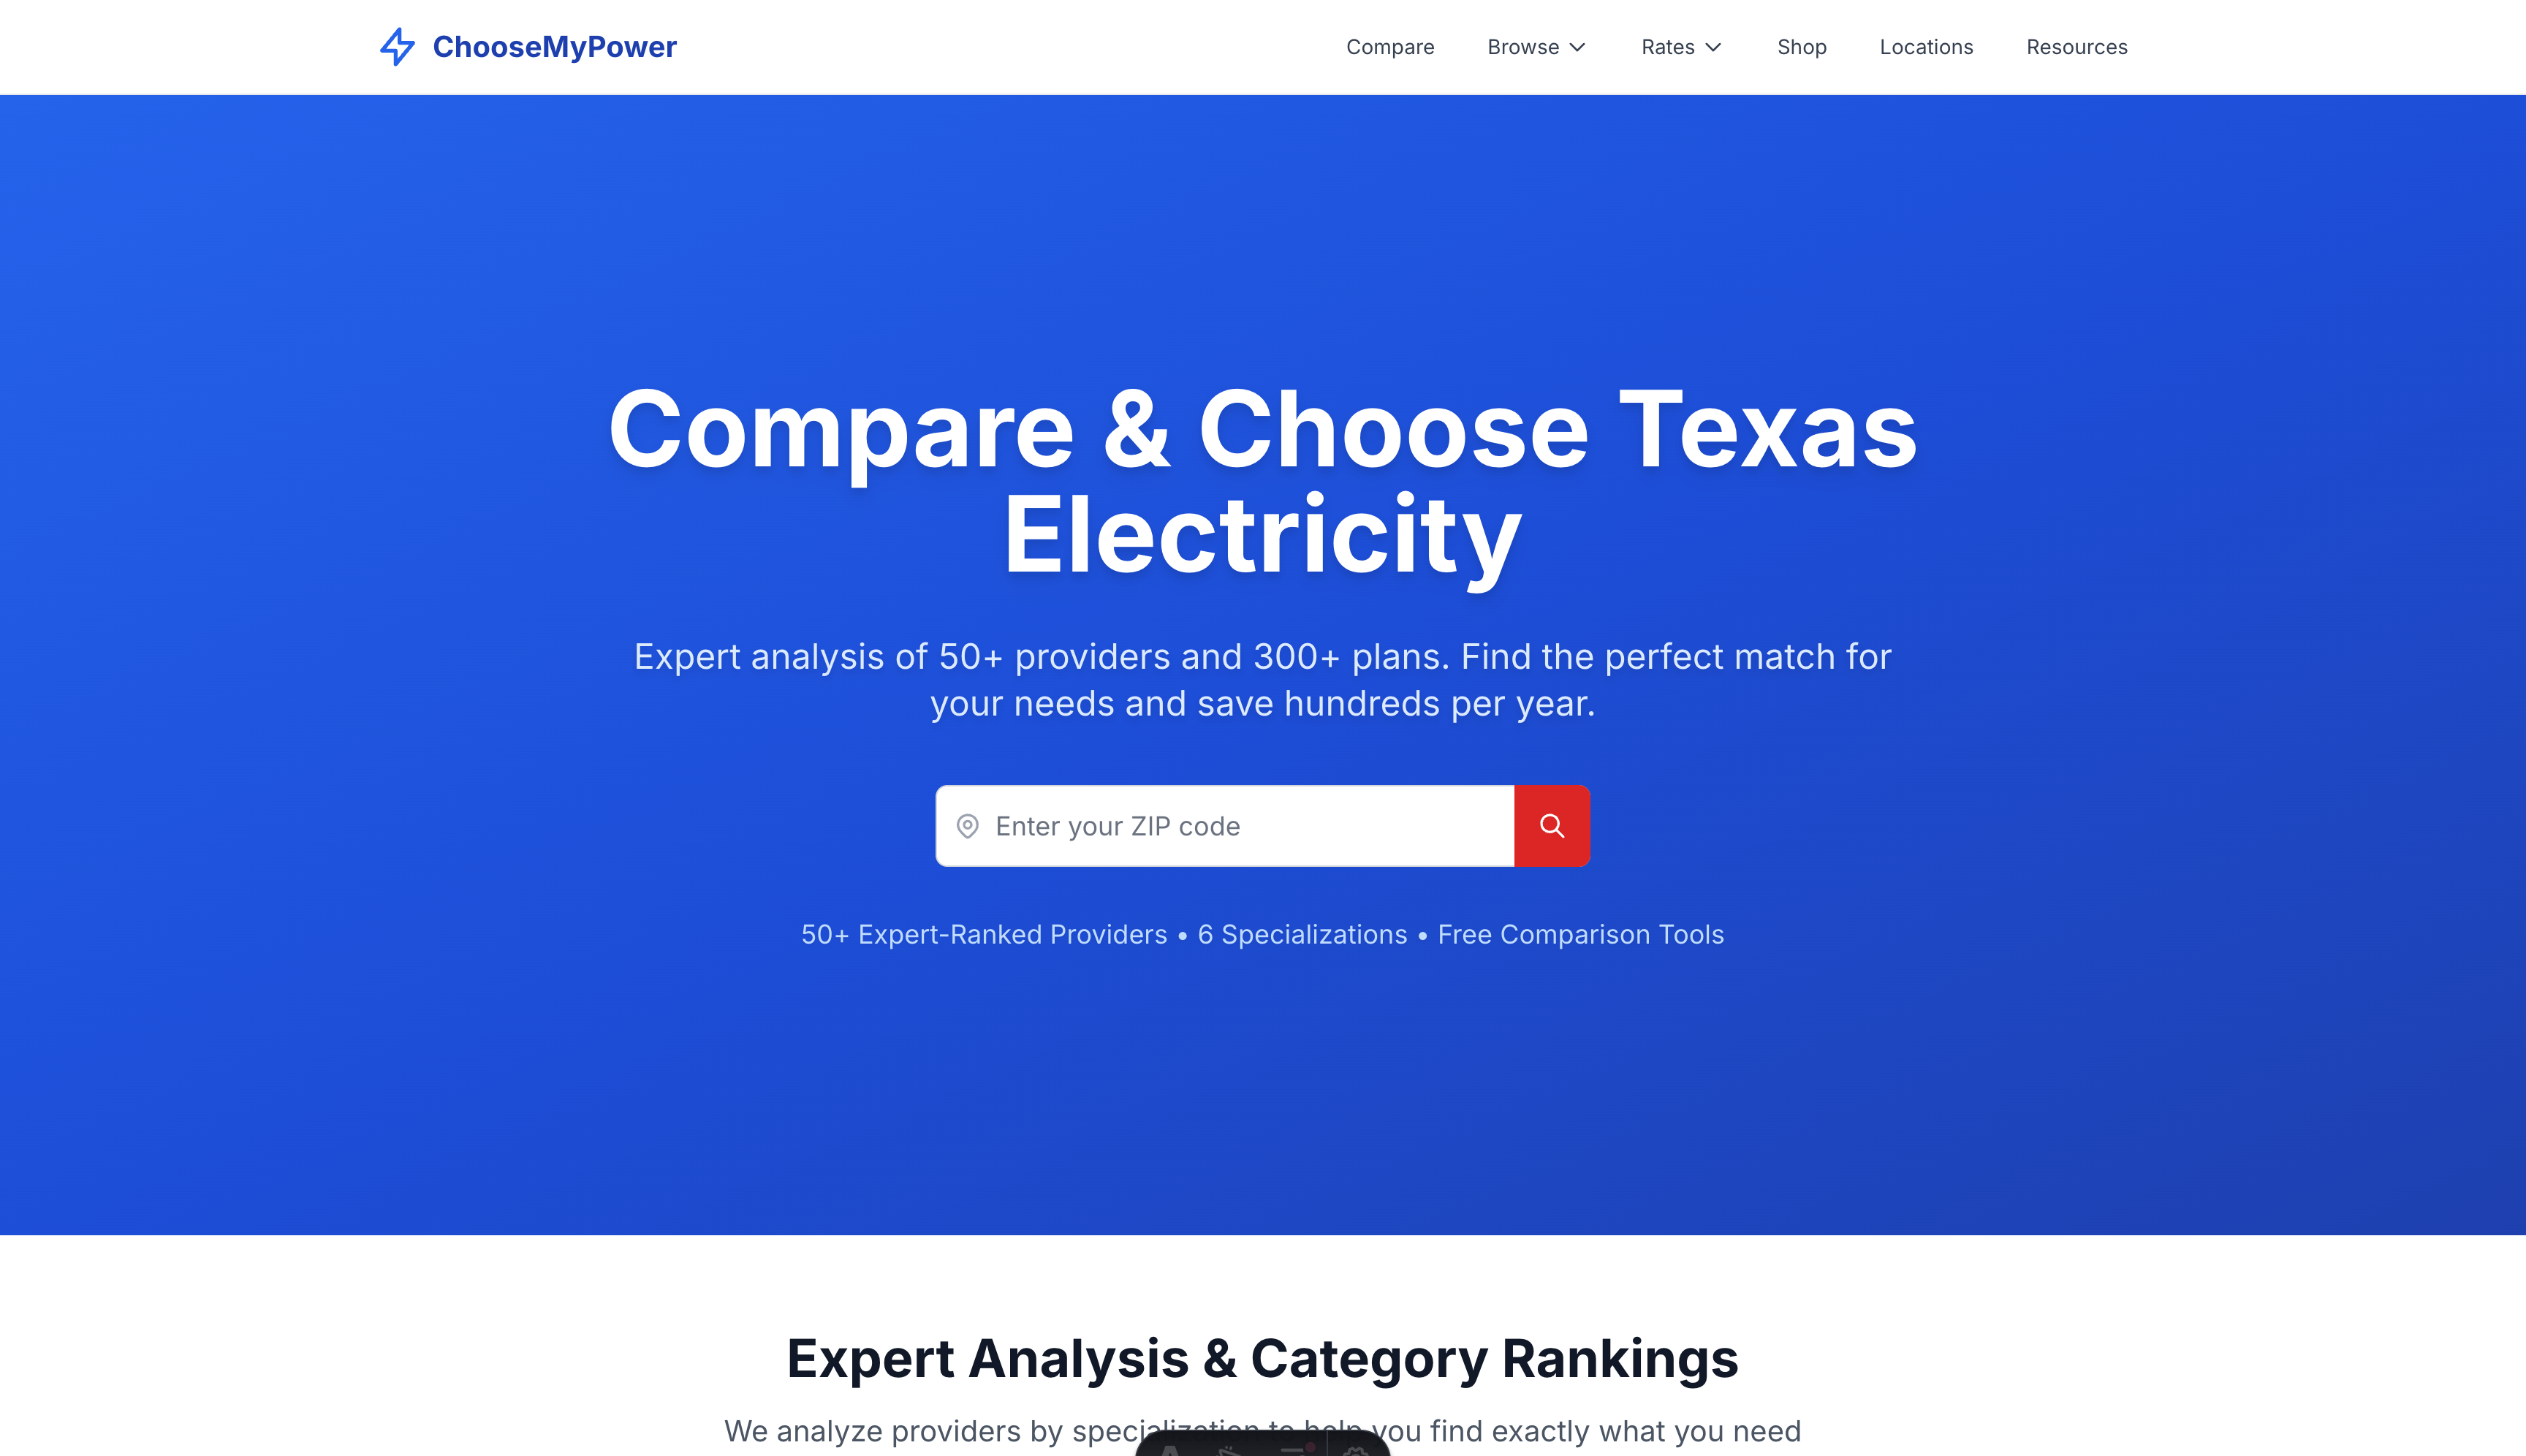 ChooseMyPower
Compare
Browse
Rates
Shop
Locations
Resources
Compare & Choose Texas
Electricity
Expert analysis of 50+ providers and 300+ plans. Find the perfect match for
your needs and save hundreds per year.
Enter your ZIP code
50+ Expert-Ranked Providers • 6 Specializations • Free Comparison Tools
Expert Analysis & Category Rankings
We analyze providers by specialization to help you find exactly what you need